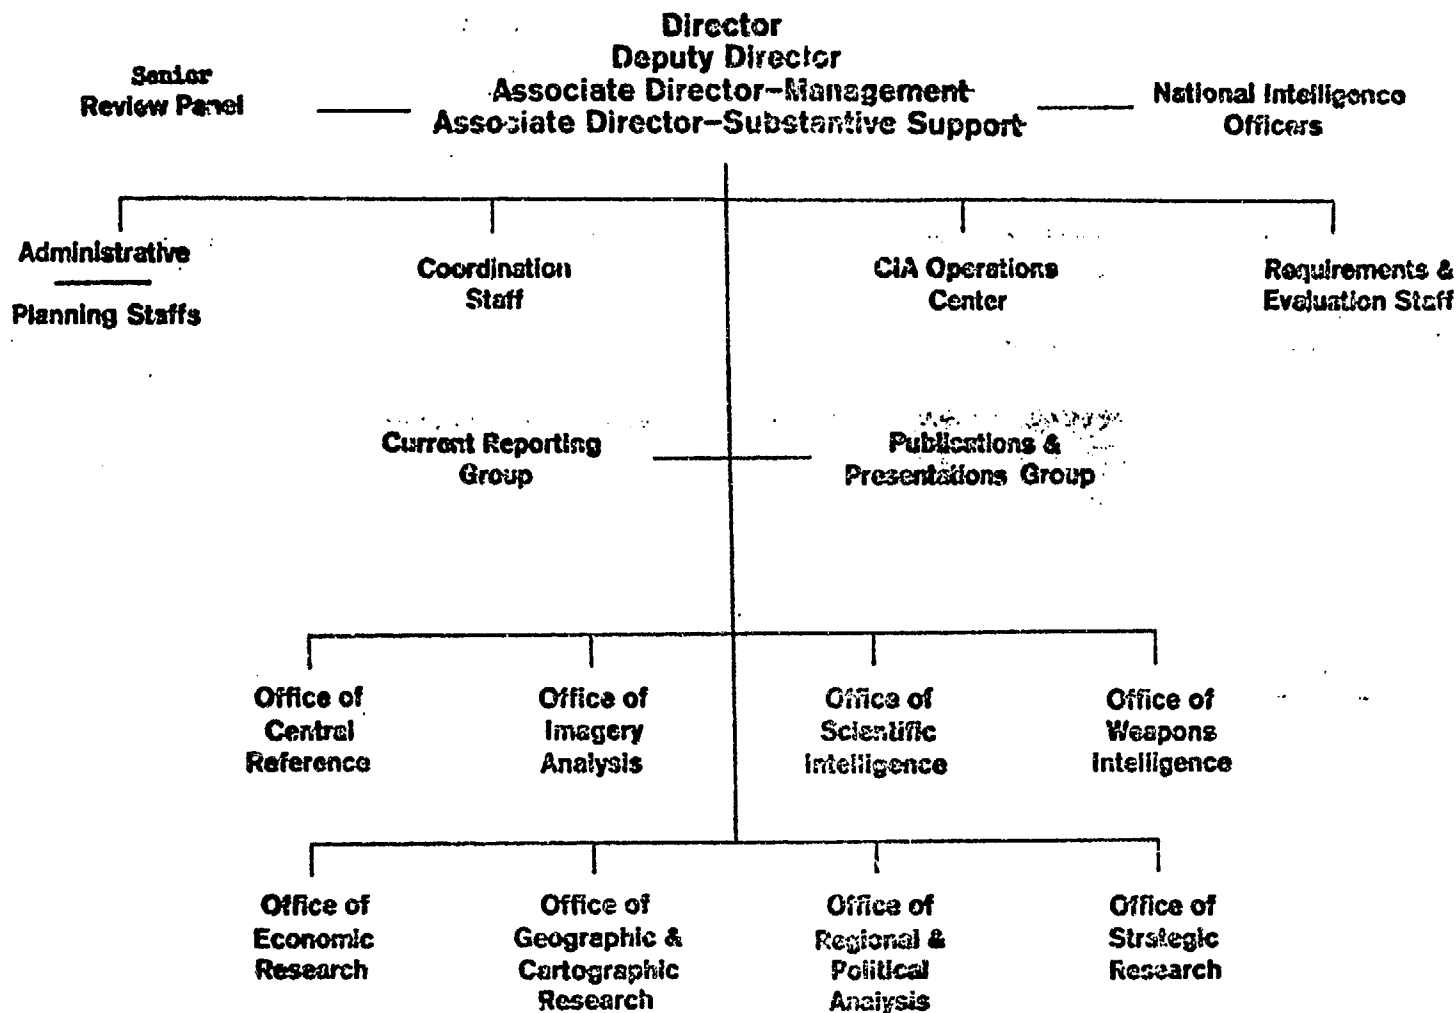 Director
Deputy Director
Associate Director–Management
Associate Director–Substantive Support
Senior
Review Panel
National Intelligence
Officers
Administrative
Planning Staffs
Coordination
Staff
CIA Operations
Center
Requirements &
Evaluation Staff
Current Reporting
Group
Publications &
Presentations Group
Office of
Central
Reference
Office of
Imagery
Analysis
Office of
Scientific
Intelligence
Office of
Weapons
Intelligence
Office of
Economic
Research
Office of
Geographic &
Cartographic
Research
Office of
Regional &
Political
Analysis
Office of
Strategic
Research